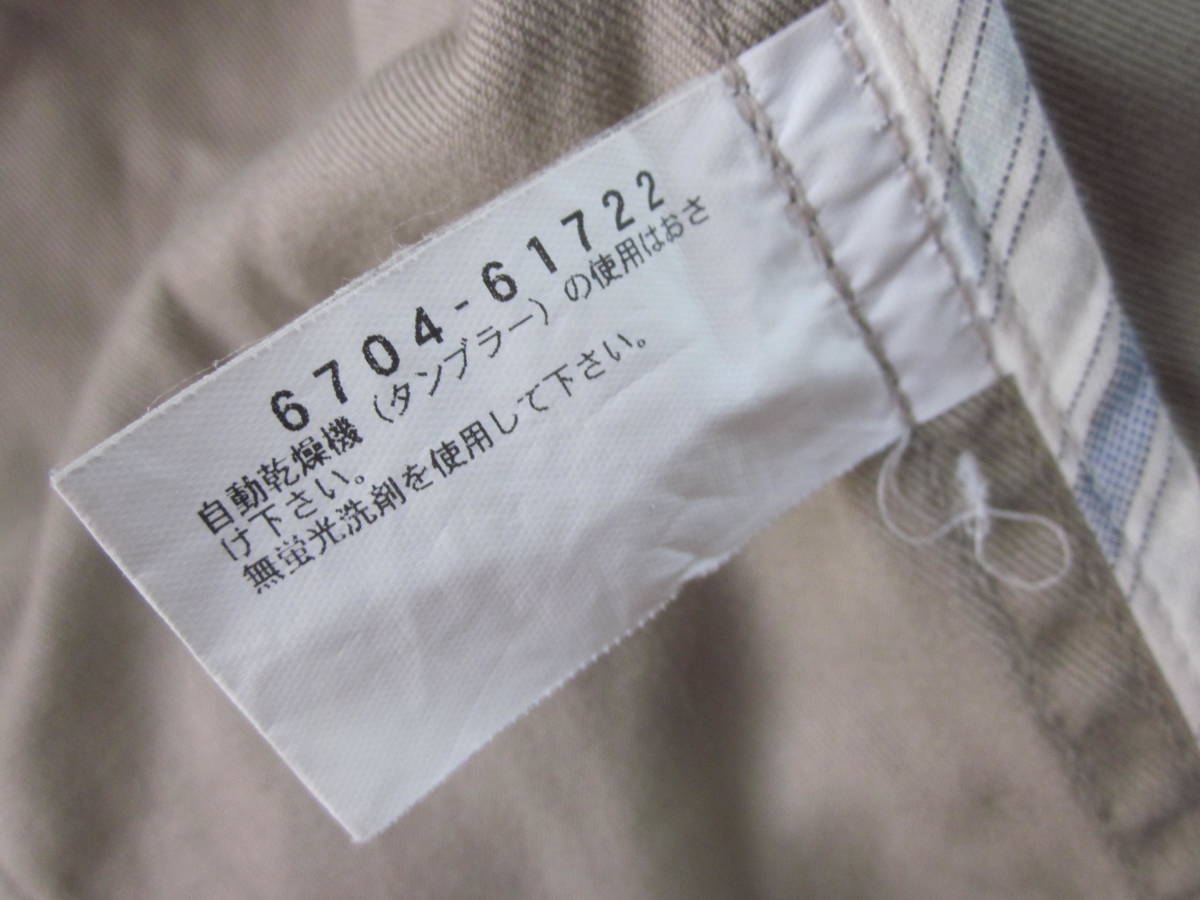 6704-61722
自動乾燥機(タンブラー)の使用はおさ
け下さい。
無蛍光洗剤を使用して下さい。